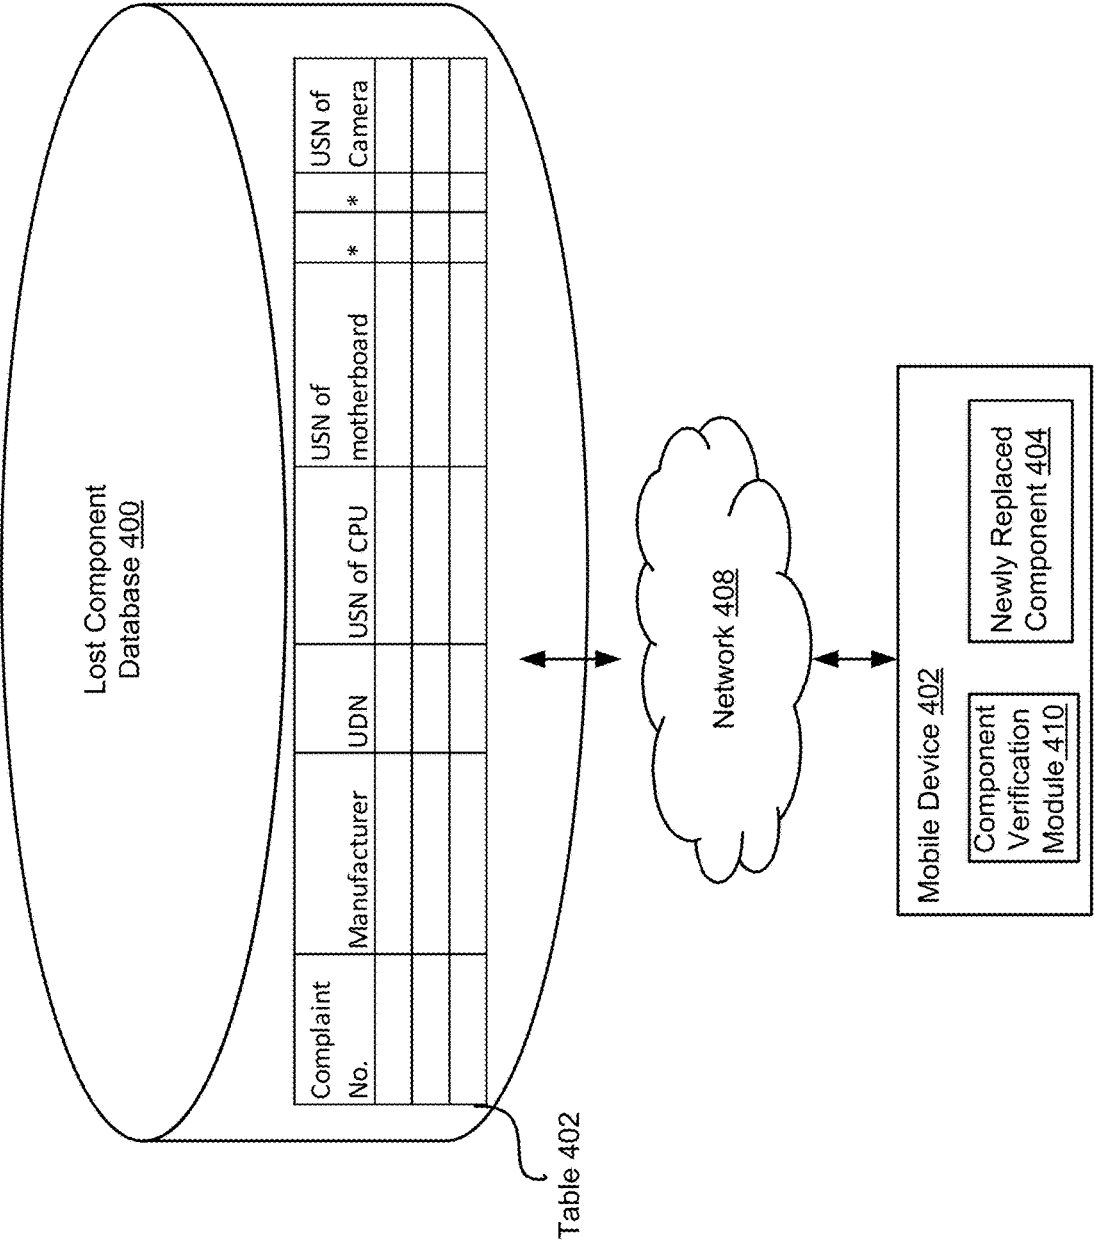 Lost Component
Database 400
Complaint
No.
Manufacturer
UDN
USN of CPU
USN of
motherboard
*
*
USN of
Camera
Table 402
Network 408
Mobile Device 402
Component
Verification
Module 410
Newly Replaced
Component 404